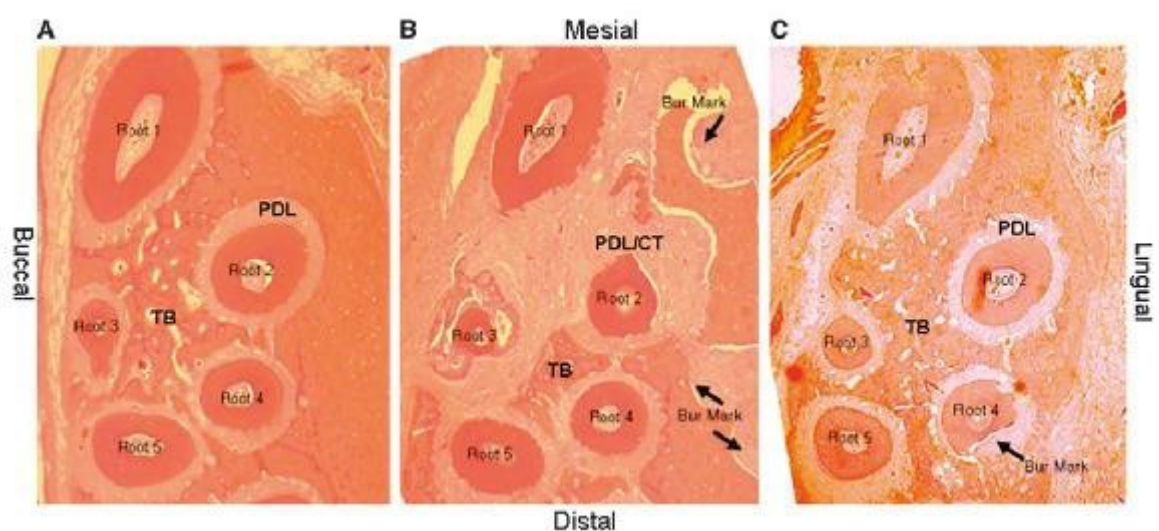 A
B
Mesial
C
Root 1
Root 1
Bur Mark
Root 1
PDL
PDL/CT
PDL
Buccal
Root 2
Root 2
Root 2
Lingual
Root 3
TB
Root 3
TB
TB
Root 3
Root 4
Root 4
Bur Mark
Root 4
Root 5
Root 5
Root 5
Bur Mark
Distal